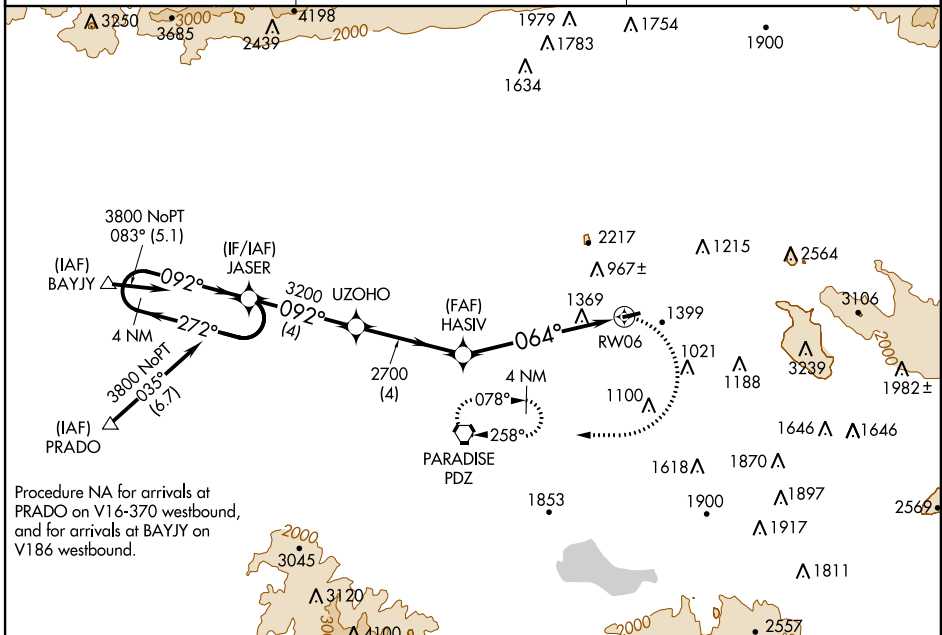 3250
3685
3000
4198
2439
2000
1979
1783
1634
1754
1900
3800 NoPT
083° (5.1)
(IAF)
BAYJY
092°
(IF/IAF)
JASER
4 NM
272°
3200
092°
(4)
UZOHO
(FAF)
HASIV
2700
(4)
064°
3800 NoPT
035°
(6.7)
(IAF)
PRADO
2217
967±
1369
RW06
1399
1215
2564
3106
2000
3239
1982±
1021
1188
1100
4 NM
078°
258°
PARADISE
PDZ
1646
1646
1618
1870
1853
1900
1897
2569
1917
1811
Procedure NA for arrivals at
PRADO on V16-370 westbound,
and for arrivals at BAYJY on
V186 westbound.
2000
3045
3120
4100
2000
2557